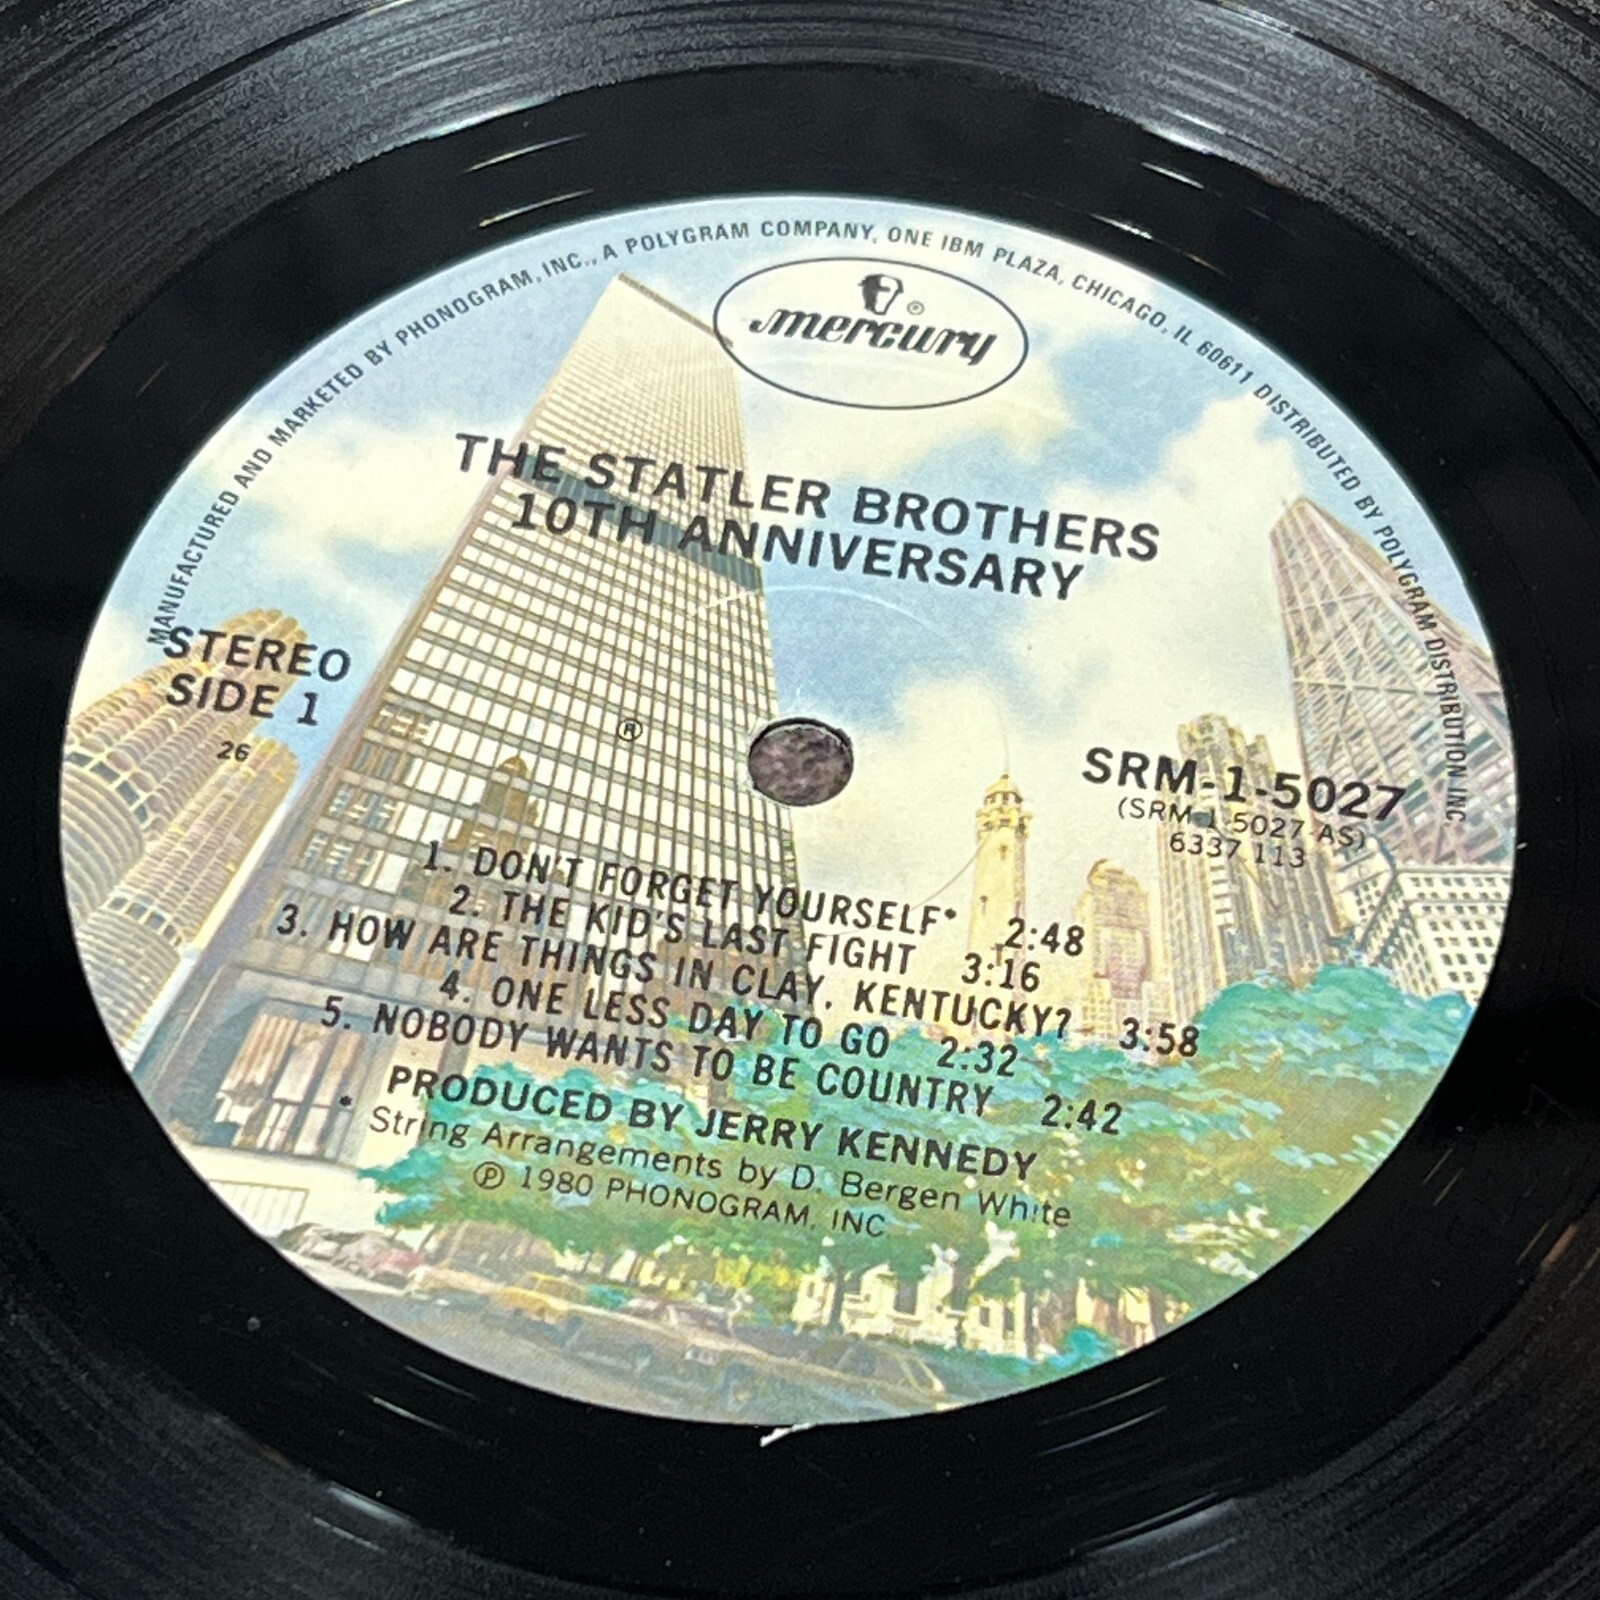 MANUFACTURED AND MARKETED BY PHONOGRAM, INC., A POLYGRAM COMPANY, ONE IBM PLAZA, CHICAGO, IL 60611 DISTRIBUTED BY POLYGRAM DISTRIBUTION INC.
mercury ®
THE STATLER BROTHERS
10TH ANNIVERSARY
STEREO
SIDE 1
26
®
SRM-1-5027
(SRM-1-5027-AS)
6337 113
1. DON'T FORGET YOURSELF* 2:48
2. THE KID'S LAST FIGHT 3:16
3. HOW ARE THINGS IN CLAY, KENTUCKY? 3:58
4. ONE LESS DAY TO GO 2:32
5. NOBODY WANTS TO BE COUNTRY 2:42
PRODUCED BY JERRY KENNEDY
* String Arrangements by D. Bergen White
℗ 1980 PHONOGRAM, INC